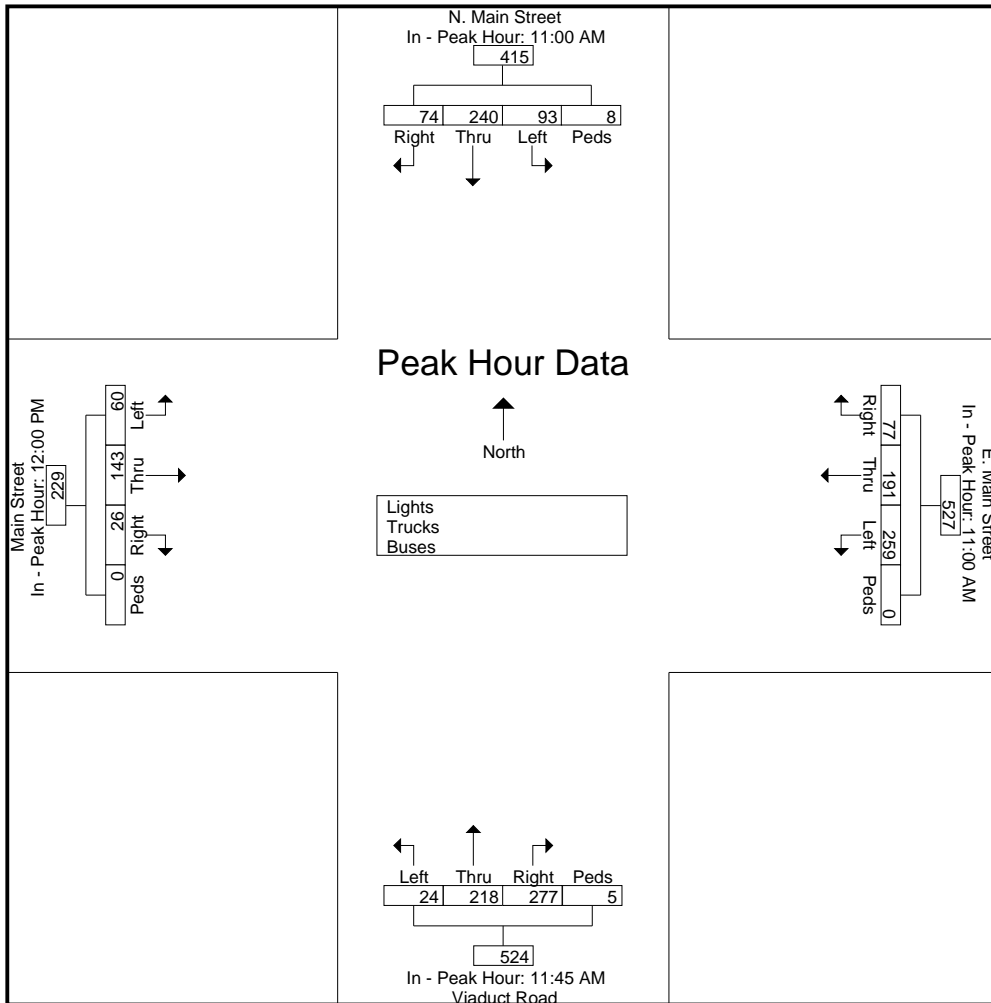 N. Main Street
In - Peak Hour: 11:00 AM
415
74 240 93 8
Right Thru Left Peds
Peak Hour Data
North
Lights
Trucks
Buses
Main Street
In - Peak Hour: 12:00 PM
229
60 143 26 0
Left Thru Right Peds
E. Main Street
In - Peak Hour: 11:00 AM
527
77 191 259 0
Right Thru Left Peds
Left Thru Right Peds
24 218 277 5
524
In - Peak Hour: 11:45 AM
Viaduct Road